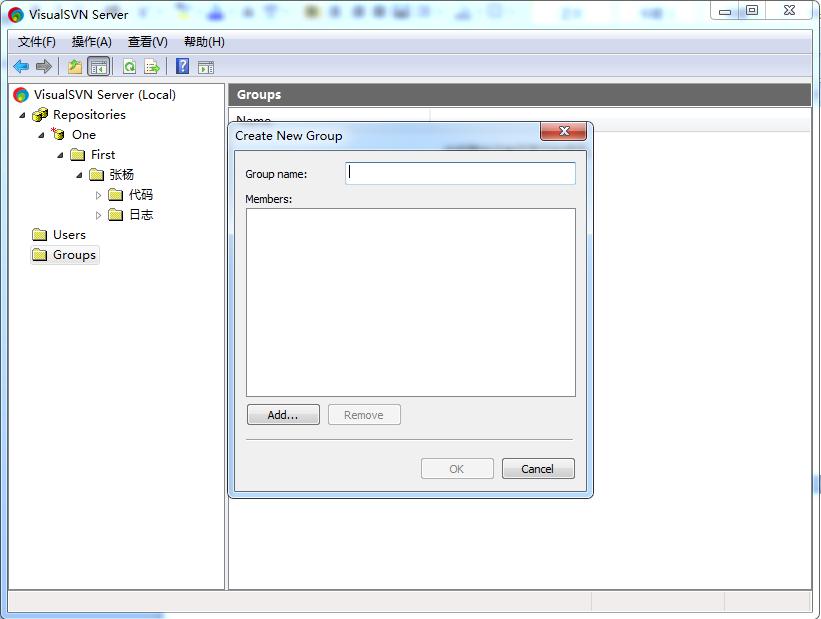 VisualSVN Server
文件(F) 操作(A) 查看(V) 帮助(H)
VisualSVN Server (Local)
Repositories
One
First
张杨
代码
日志
Users
Groups
Groups
Name
Create New Group
Group name:
Members:
Add...
Remove
OK
Cancel